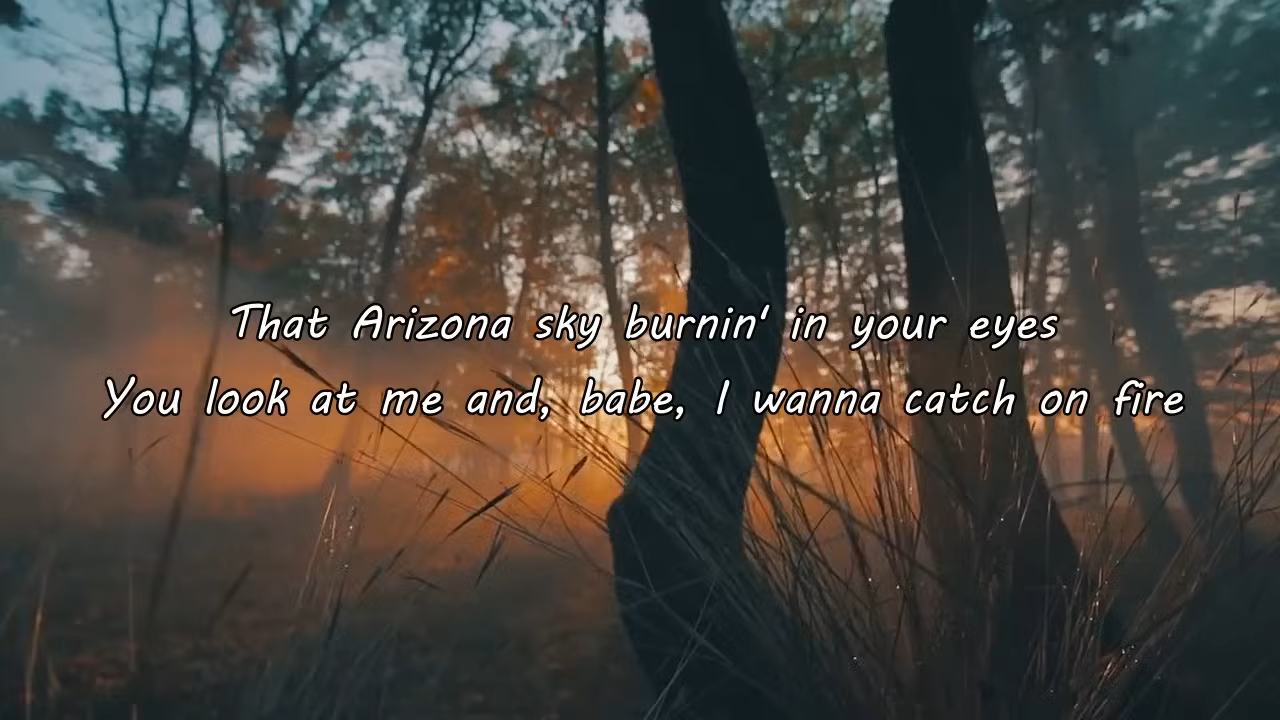 That Arizona sky burnin' in your eyes
You look at me and, babe, I wanna catch on fire